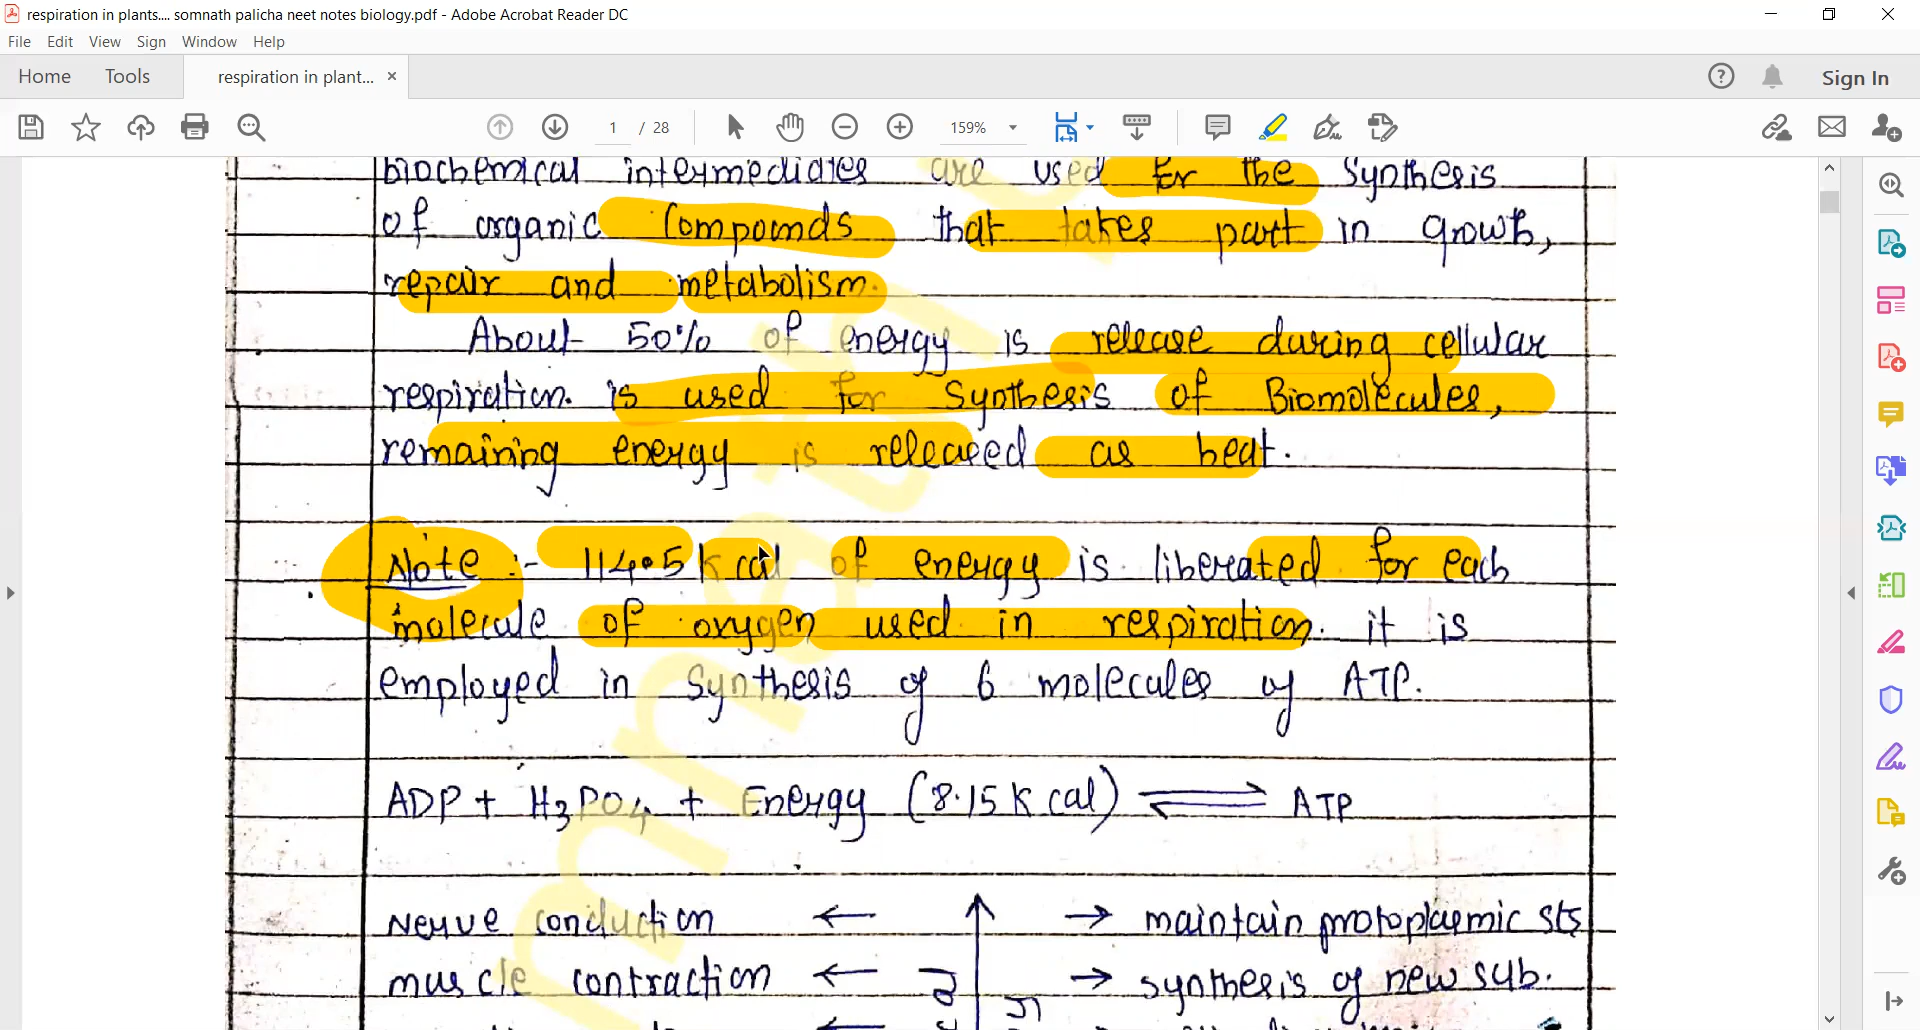 respiration in plants.... somnath palicha neet notes biology.pdf - Adobe Acrobat Reader DC
File Edit View Sign Window Help
Home Tools respiration in plant... × Sign In
1 / 28 159%
biochemical intermediates are used for the synthesis
of organic compounds that takes part in growth,
repair and metabolism.
About 50% of energy is release during cellular
respiration. is used for synthesis of Biomolecules,
remaining energy is released as heat.
Note :- 114.5 k cal of energy is liberated for each
molecule of oxygen used in respiration. it is
employed in synthesis of 6 molecules of ATP.
ADP + H3PO4 + Energy (8.15 K cal) ⇌ ATP
Nerve conduction ← → maintain protoplasmic sts
muscle contraction ← → synthesis of new sub.